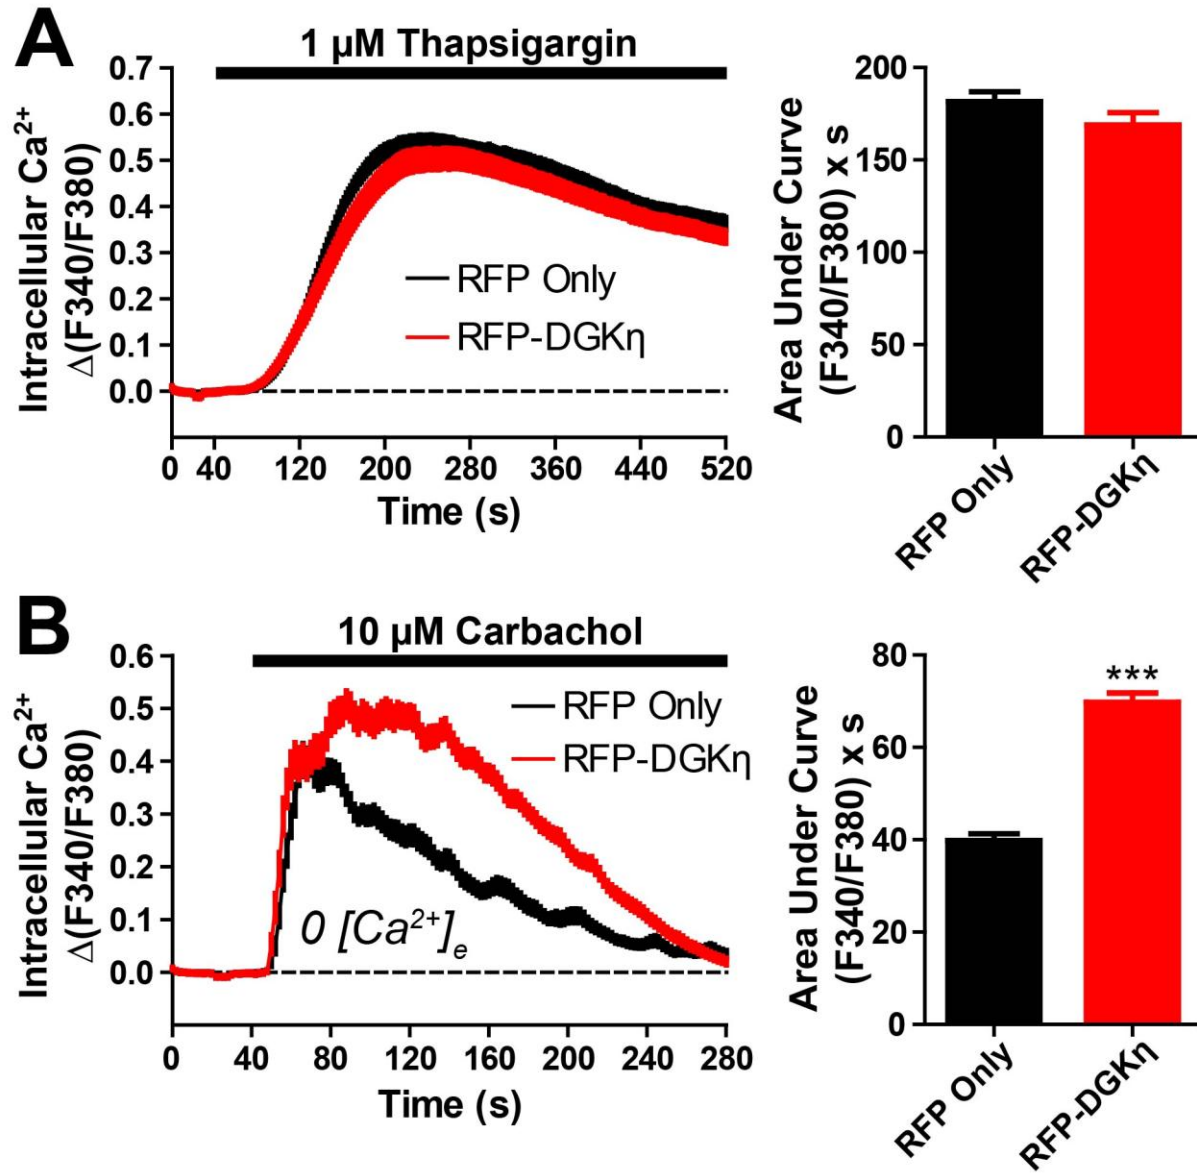 A
1 µM Thapsigargin
Intracellular Ca²⁺
Δ(F340/F380)
0.7
0.6
0.5
0.4
0.3
0.2
0.1
0.0
RFP Only
RFP-DGKη
0 40 120 200 280 360 440 520
Time (s)
Area Under Curve
(F340/F380) x s
200
150
100
50
0
RFP Only
RFP-DGKη
B
10 µM Carbachol
Intracellular Ca²⁺
Δ(F340/F380)
0.6
0.5
0.4
0.3
0.2
0.1
0.0
RFP Only
RFP-DGKη
0 [Ca²⁺]ₑ
0 40 80 120 160 200 240 280
Time (s)
Area Under Curve
(F340/F380) x s
80
60
40
20
0
***
RFP Only
RFP-DGKη